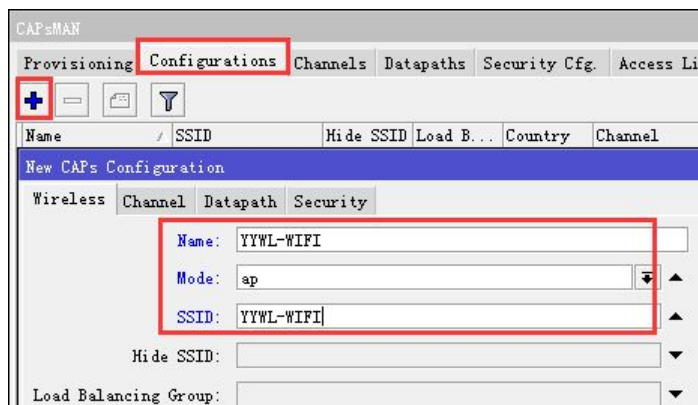 CAPsMAN
Provisioning Configurations Channels Datapaths Security Cfg. Access Li
Name SSID Hide SSID Load B... Country Channel
New CAPs Configuration
Wireless Channel Datapath Security
Name: YYWL-WIFI
Mode: ap
SSID: YYWL-WIFI
Hide SSID:
Load Balancing Group: